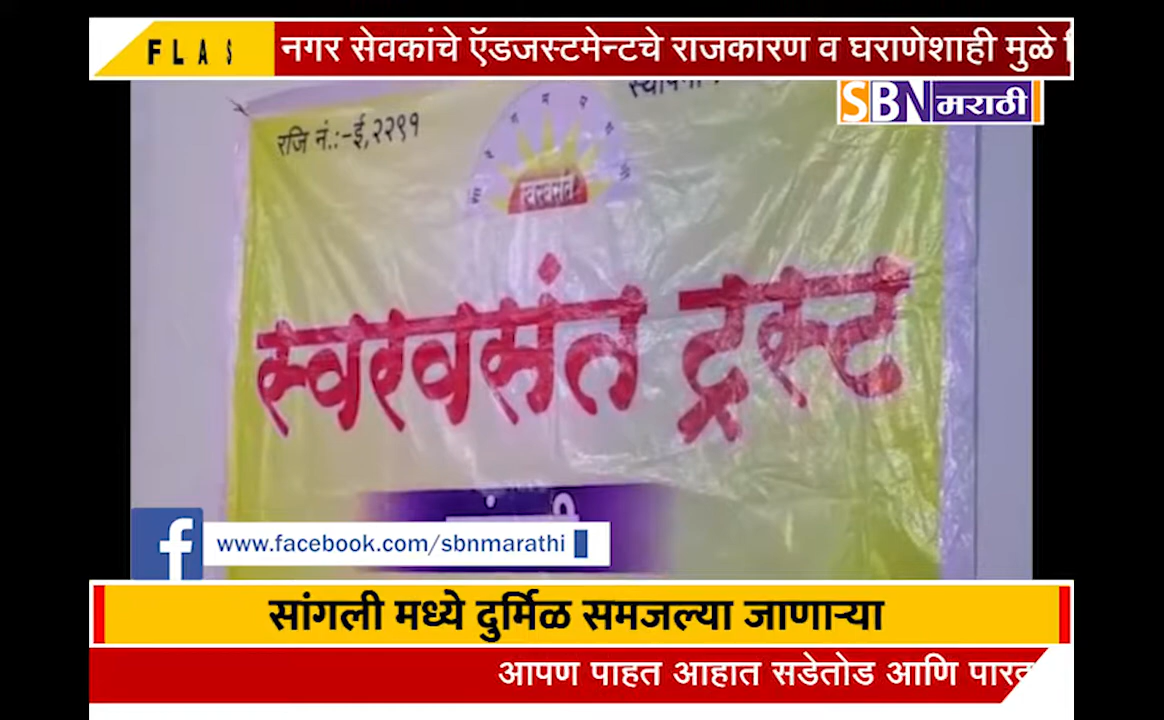 FLAS
नगर सेवकांचे ऍडजस्टमेन्टचे राजकारण व घराणेशाही मुळे
SBN मराठी
रजि नं.:-ई,२२९१
स्वरवसंत
स्वरवसंत ट्रस्ट
www.facebook.com/sbnmarathi
सांगली मध्ये दुर्मिळ समजल्या जाणाऱ्या
आपण पाहत आहात सडेतोड आणि